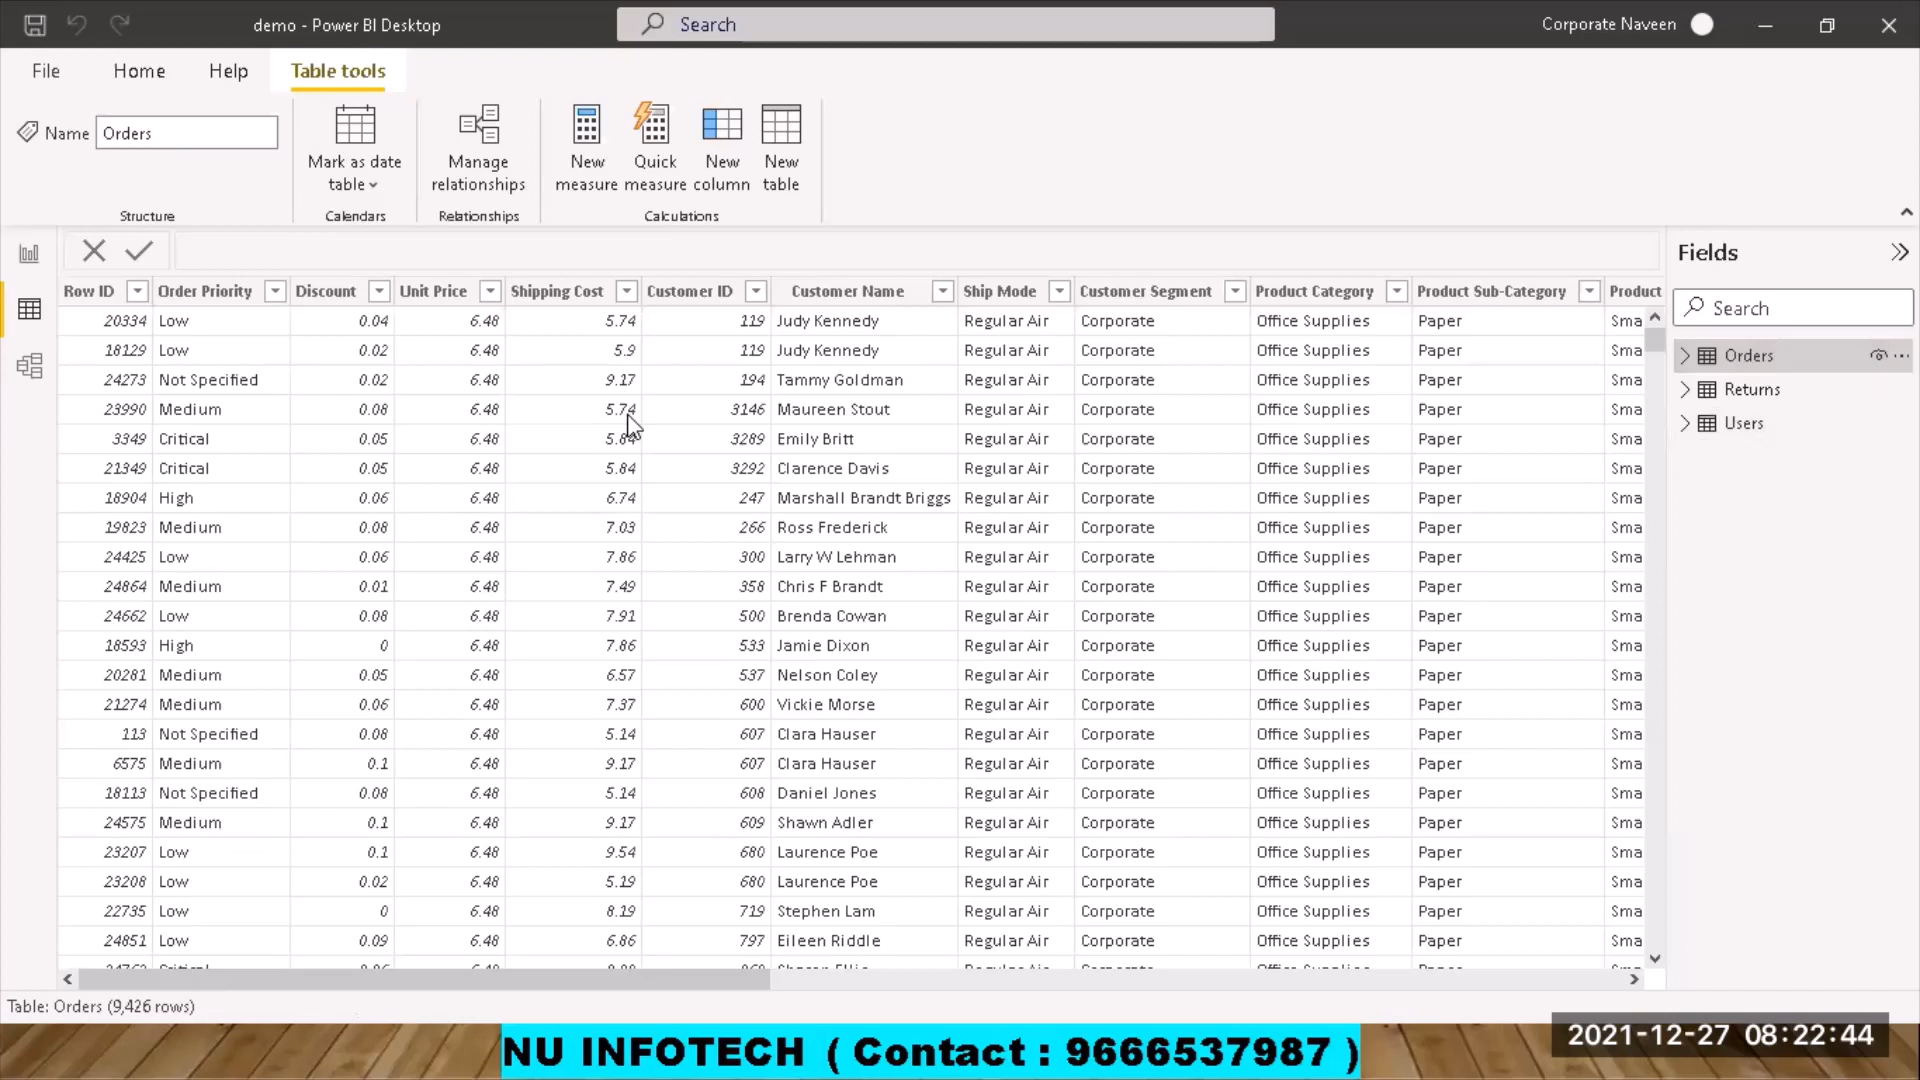 demo - Power BI Desktop
Search
Corporate Naveen
File Home Help Table tools
Name Orders
Mark as date table
Manage relationships
New measure
Quick measure
New column
New table
Structure Calendars Relationships Calculations
Fields
Search
Orders
Returns
Users
Row ID Order Priority Discount Unit Price Shipping Cost Customer ID Customer Name Ship Mode Customer Segment Product Category Product Sub-Category Product
20334 Low 0.04 6.48 5.74 119 Judy Kennedy Regular Air Corporate Office Supplies Paper Sma
18129 Low 0.02 6.48 5.9 119 Judy Kennedy Regular Air Corporate Office Supplies Paper Sma
24273 Not Specified 0.02 6.48 9.17 194 Tammy Goldman Regular Air Corporate Office Supplies Paper Sma
23990 Medium 0.08 6.48 5.74 3146 Maureen Stout Regular Air Corporate Office Supplies Paper Sma
3349 Critical 0.05 6.48 5.84 3289 Emily Britt Regular Air Corporate Office Supplies Paper Sma
21349 Critical 0.05 6.48 5.84 3292 Clarence Davis Regular Air Corporate Office Supplies Paper Sma
18904 High 0.06 6.48 6.74 247 Marshall Brandt Briggs Regular Air Corporate Office Supplies Paper Sma
19823 Medium 0.08 6.48 7.03 266 Ross Frederick Regular Air Corporate Office Supplies Paper Sma
24425 Low 0.06 6.48 7.86 300 Larry W Lehman Regular Air Corporate Office Supplies Paper Sma
24864 Medium 0.01 6.48 7.49 358 Chris F Brandt Regular Air Corporate Office Supplies Paper Sma
24662 Low 0.08 6.48 7.91 500 Brenda Cowan Regular Air Corporate Office Supplies Paper Sma
18593 High 0 6.48 7.86 533 Jamie Dixon Regular Air Corporate Office Supplies Paper Sma
20281 Medium 0.05 6.48 6.57 537 Nelson Coley Regular Air Corporate Office Supplies Paper Sma
21274 Medium 0.06 6.48 7.37 600 Vickie Morse Regular Air Corporate Office Supplies Paper Sma
113 Not Specified 0.08 6.48 5.14 607 Clara Hauser Regular Air Corporate Office Supplies Paper Sma
6575 Medium 0.1 6.48 9.17 607 Clara Hauser Regular Air Corporate Office Supplies Paper Sma
18113 Not Specified 0.08 6.48 5.14 608 Daniel Jones Regular Air Corporate Office Supplies Paper Sma
24575 Medium 0.1 6.48 9.17 609 Shawn Adler Regular Air Corporate Office Supplies Paper Sma
23207 Low 0.1 6.48 9.54 680 Laurence Poe Regular Air Corporate Office Supplies Paper Sma
23208 Low 0.02 6.48 5.19 680 Laurence Poe Regular Air Corporate Office Supplies Paper Sma
22735 Low 0 6.48 8.19 719 Stephen Lam Regular Air Corporate Office Supplies Paper Sma
24851 Low 0.09 6.48 6.86 797 Eileen Riddle Regular Air Corporate Office Supplies Paper Sma
Table: Orders (9,426 rows)
NU INFOTECH ( Contact : 9666537987 )
2021-12-27 08:22:44